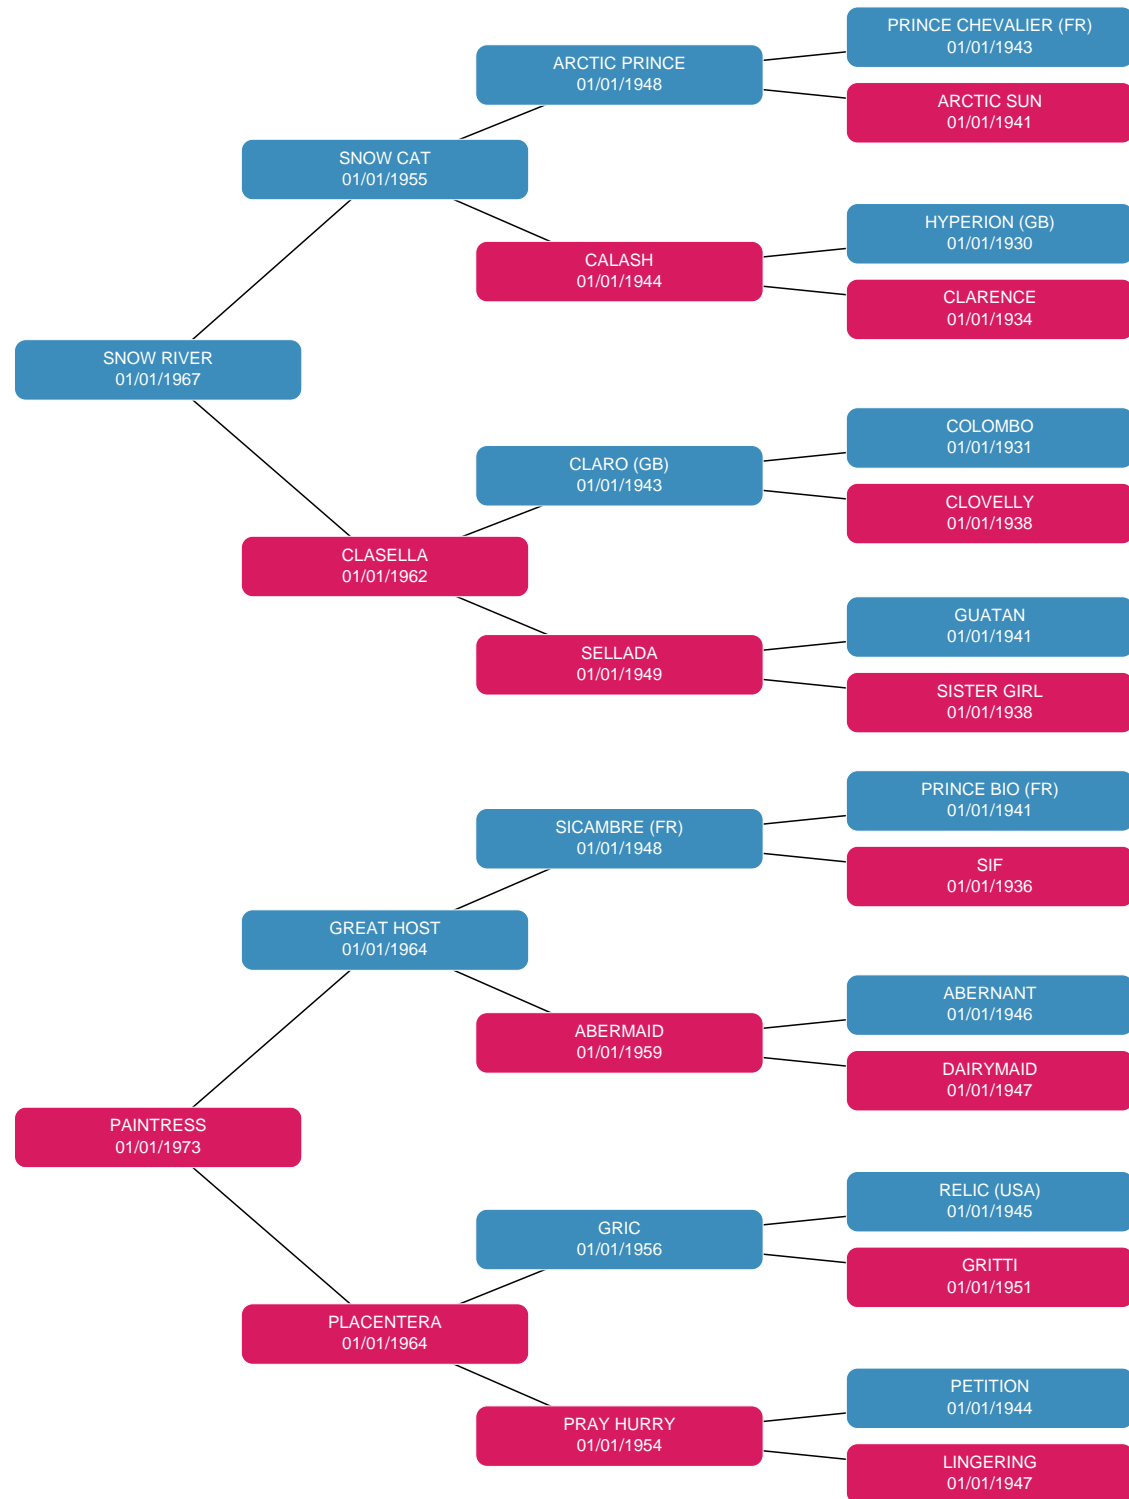 PRINCE CHEVALIER (FR)
01/01/1943
ARCTIC PRINCE
01/01/1948
ARCTIC SUN
01/01/1941
SNOW CAT
01/01/1955
HYPERION (GB)
01/01/1930
CALASH
01/01/1944
CLARENCE
01/01/1934
SNOW RIVER
01/01/1967
COLOMBO
01/01/1931
CLARO (GB)
01/01/1943
CLOVELLY
01/01/1938
CLASELLA
01/01/1962
GUATAN
01/01/1941
SELLADA
01/01/1949
SISTER GIRL
01/01/1938
PRINCE BIO (FR)
01/01/1941
SICAMBRE (FR)
01/01/1948
SIF
01/01/1936
GREAT HOST
01/01/1964
ABERNANT
01/01/1946
ABERMAID
01/01/1959
DAIRYMAID
01/01/1947
PAINTRESS
01/01/1973
RELIC (USA)
01/01/1945
GRIC
01/01/1956
GRITTI
01/01/1951
PLACENTERA
01/01/1964
PETITION
01/01/1944
PRAY HURRY
01/01/1954
LINGERING
01/01/1947